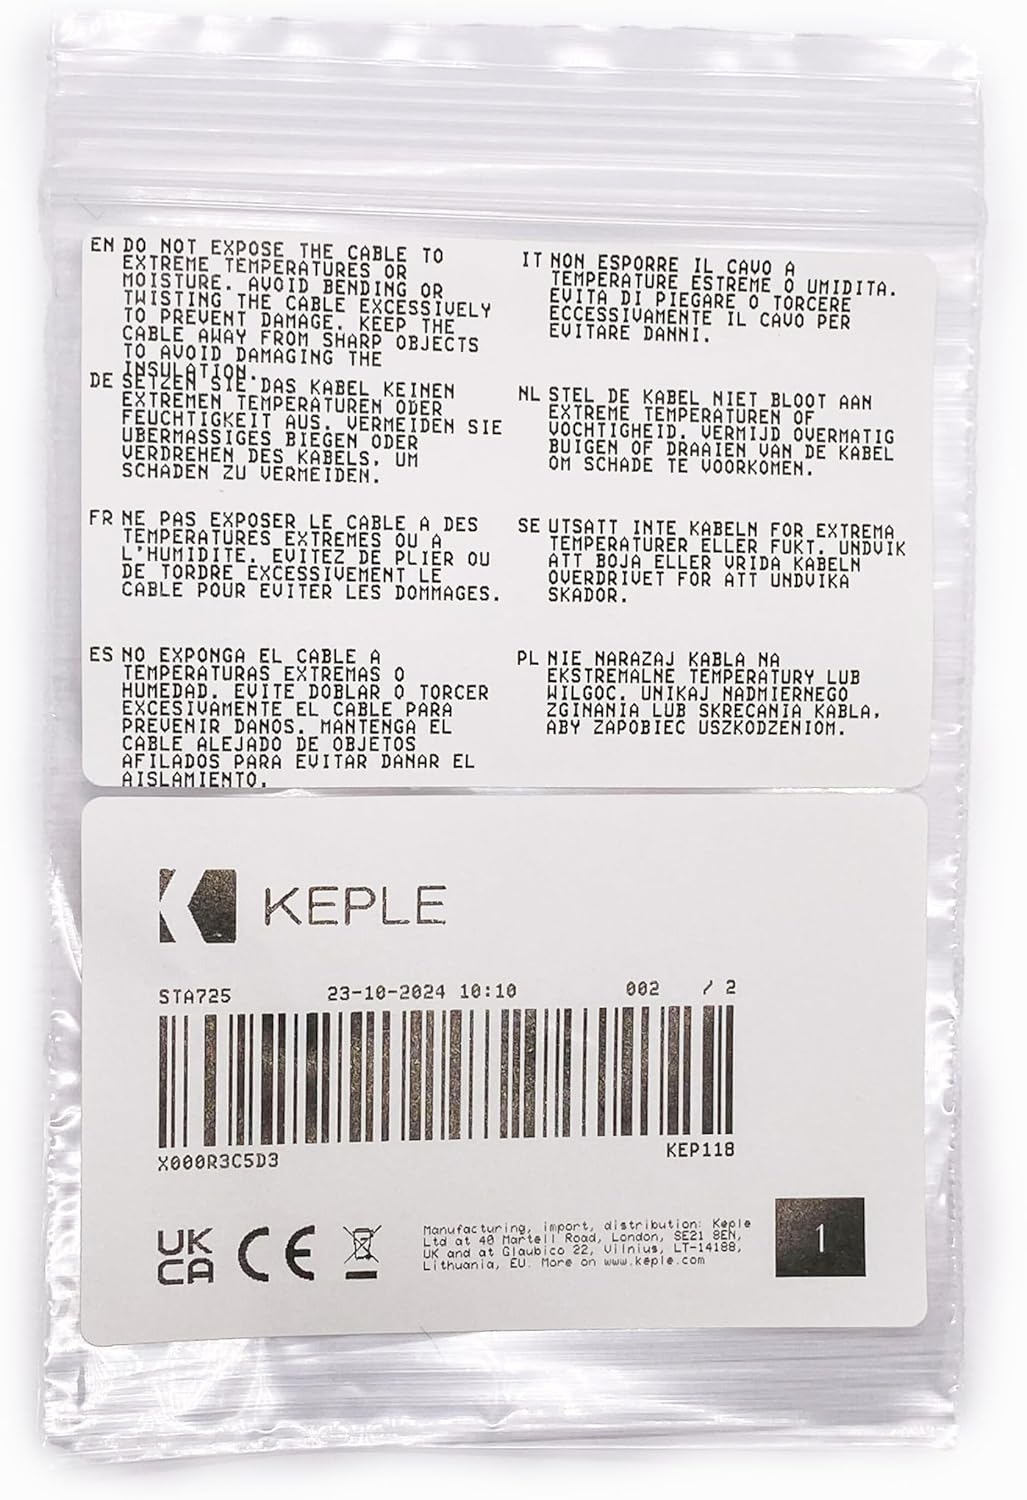 EN DO NOT EXPOSE THE CABLE TO
EXTREME TEMPERATURES OR
MOISTURE. AVOID BENDING OR
TWISTING THE CABLE EXCESSIVELY
TO PREVENT DAMAGE. KEEP THE
CABLE AWAY FROM SHARP OBJECTS
TO AVOID DAMAGING THE
INSULATION.
DE SETZEN SIE DAS KABEL KEINEN
EXTREMEN TEMPERATUREN ODER
FEUCHTIGKEIT AUS. VERMEIDEN SIE
UBERMASSIGES BIEGEN ODER
VERDREHEN DES KABELS, UM
SCHADEN ZU VERMEIDEN.
FR NE PAS EXPOSER LE CABLE A DES
TEMPERATURES EXTREMES OU A
L'HUMIDITE. EVITEZ DE PLIER OU
DE TORDRE EXCESSIVEMENT LE
CABLE POUR EVITER LES DOMMAGES.
ES NO EXPONGA EL CABLE A
TEMPERATURAS EXTREMAS O
HUMEDAD. EVITE DOBLAR O TORCER
EXCESIVAMENTE EL CABLE PARA
PREVENIR DANOS. MANTENGA EL
CABLE ALEJADO DE OBJETOS
AFILADOS PARA EVITAR DANAR EL
AISLAMIENTO.
IT NON ESPORRE IL CAVO A
TEMPERATURE ESTREME O UMIDITA.
EVITA DI PIEGARE O TORCERE
ECCESSIVAMENTE IL CAVO PER
EVITARE DANNI.
NL STEL DE KABEL NIET BLOOT AAN
EXTREME TEMPERATUREN OF
VOCHTIGHEID. VERMIJD OVERMATIG
BUIGEN OF DRAAIEN VAN DE KABEL
OM SCHADE TE VOORKOMEN.
SE UTSATT INTE KABELN FOR EXTREMA
TEMPERATURER ELLER FUKT. UNDVIK
ATT BOJA ELLER VRIDA KABELN
OVERDRIVET FOR ATT UNDVIKA
SKADOR.
PL NIE NARAZAJ KABLA NA
EKSTREMALNE TEMPERATURY LUB
WILGOC. UNIKAJ NADMIERNEGO
ZGINANIA LUB SKRECANIA KABLA,
ABY ZAPOBIEC USZKODZENIOM.
KEPLE
STA725 23-10-2024 10:10 002 / 2
X000R3C5D3 KEP118
UK
CA CE
Manufacturing, import, distribution: Keple
Ltd at 40 Martell Road, London, SE21 8EN,
UK and at Glaubico 22, Vilnius, LT-14188,
Lithuania, EU. More on www.keple.com
1